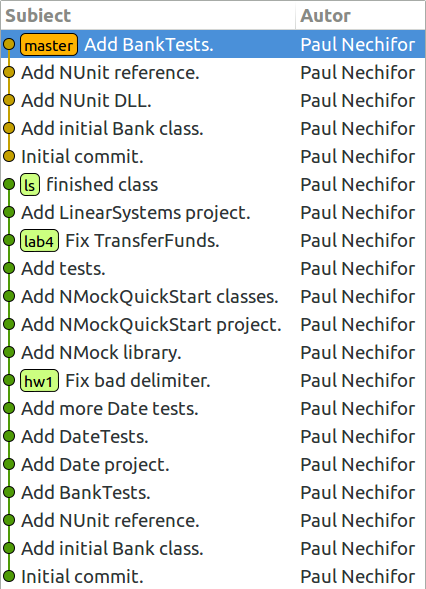 Subject Autor
master Add BankTests. Paul Nechifor
Add NUnit reference. Paul Nechifor
Add NUnit DLL. Paul Nechifor
Add initial Bank class. Paul Nechifor
Initial commit. Paul Nechifor
ls finished class Paul Nechifor
Add LinearSystems project. Paul Nechifor
lab4 Fix TransferFunds. Paul Nechifor
Add tests. Paul Nechifor
Add NMockQuickStart classes. Paul Nechifor
Add NMockQuickStart project. Paul Nechifor
Add NMock library. Paul Nechifor
hw1 Fix bad delimiter. Paul Nechifor
Add more Date tests. Paul Nechifor
Add DateTests. Paul Nechifor
Add Date project. Paul Nechifor
Add BankTests. Paul Nechifor
Add NUnit reference. Paul Nechifor
Add initial Bank class. Paul Nechifor
Initial commit. Paul Nechifor